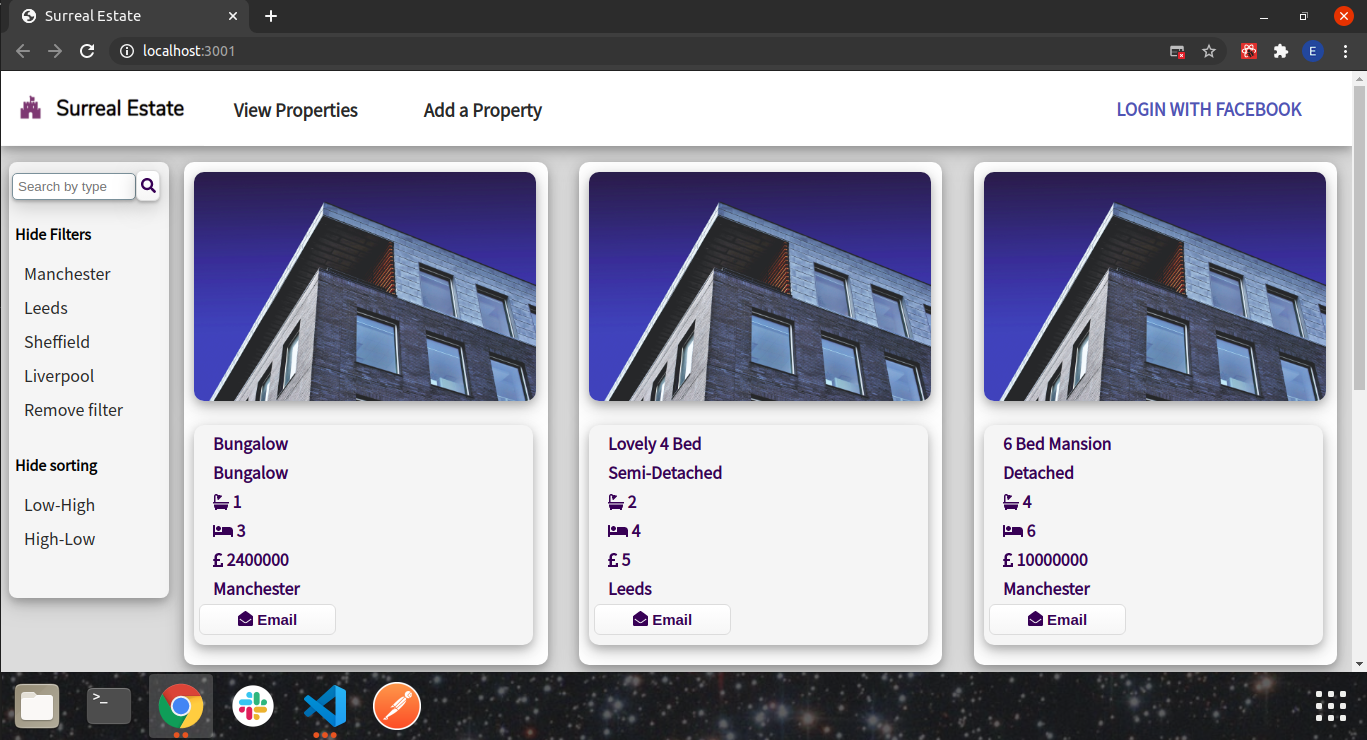 Surreal Estate
localhost:3001
E
Surreal Estate
View Properties
Add a Property
LOGIN WITH FACEBOOK
Search by type
Hide Filters
Manchester
Leeds
Sheffield
Liverpool
Remove filter
Hide sorting
Low-High
High-Low
Bungalow
Bungalow
1
3
£ 2400000
Manchester
Email
Lovely 4 Bed
Semi-Detached
2
4
£ 5
Leeds
Email
6 Bed Mansion
Detached
4
6
£ 10000000
Manchester
Email
>_